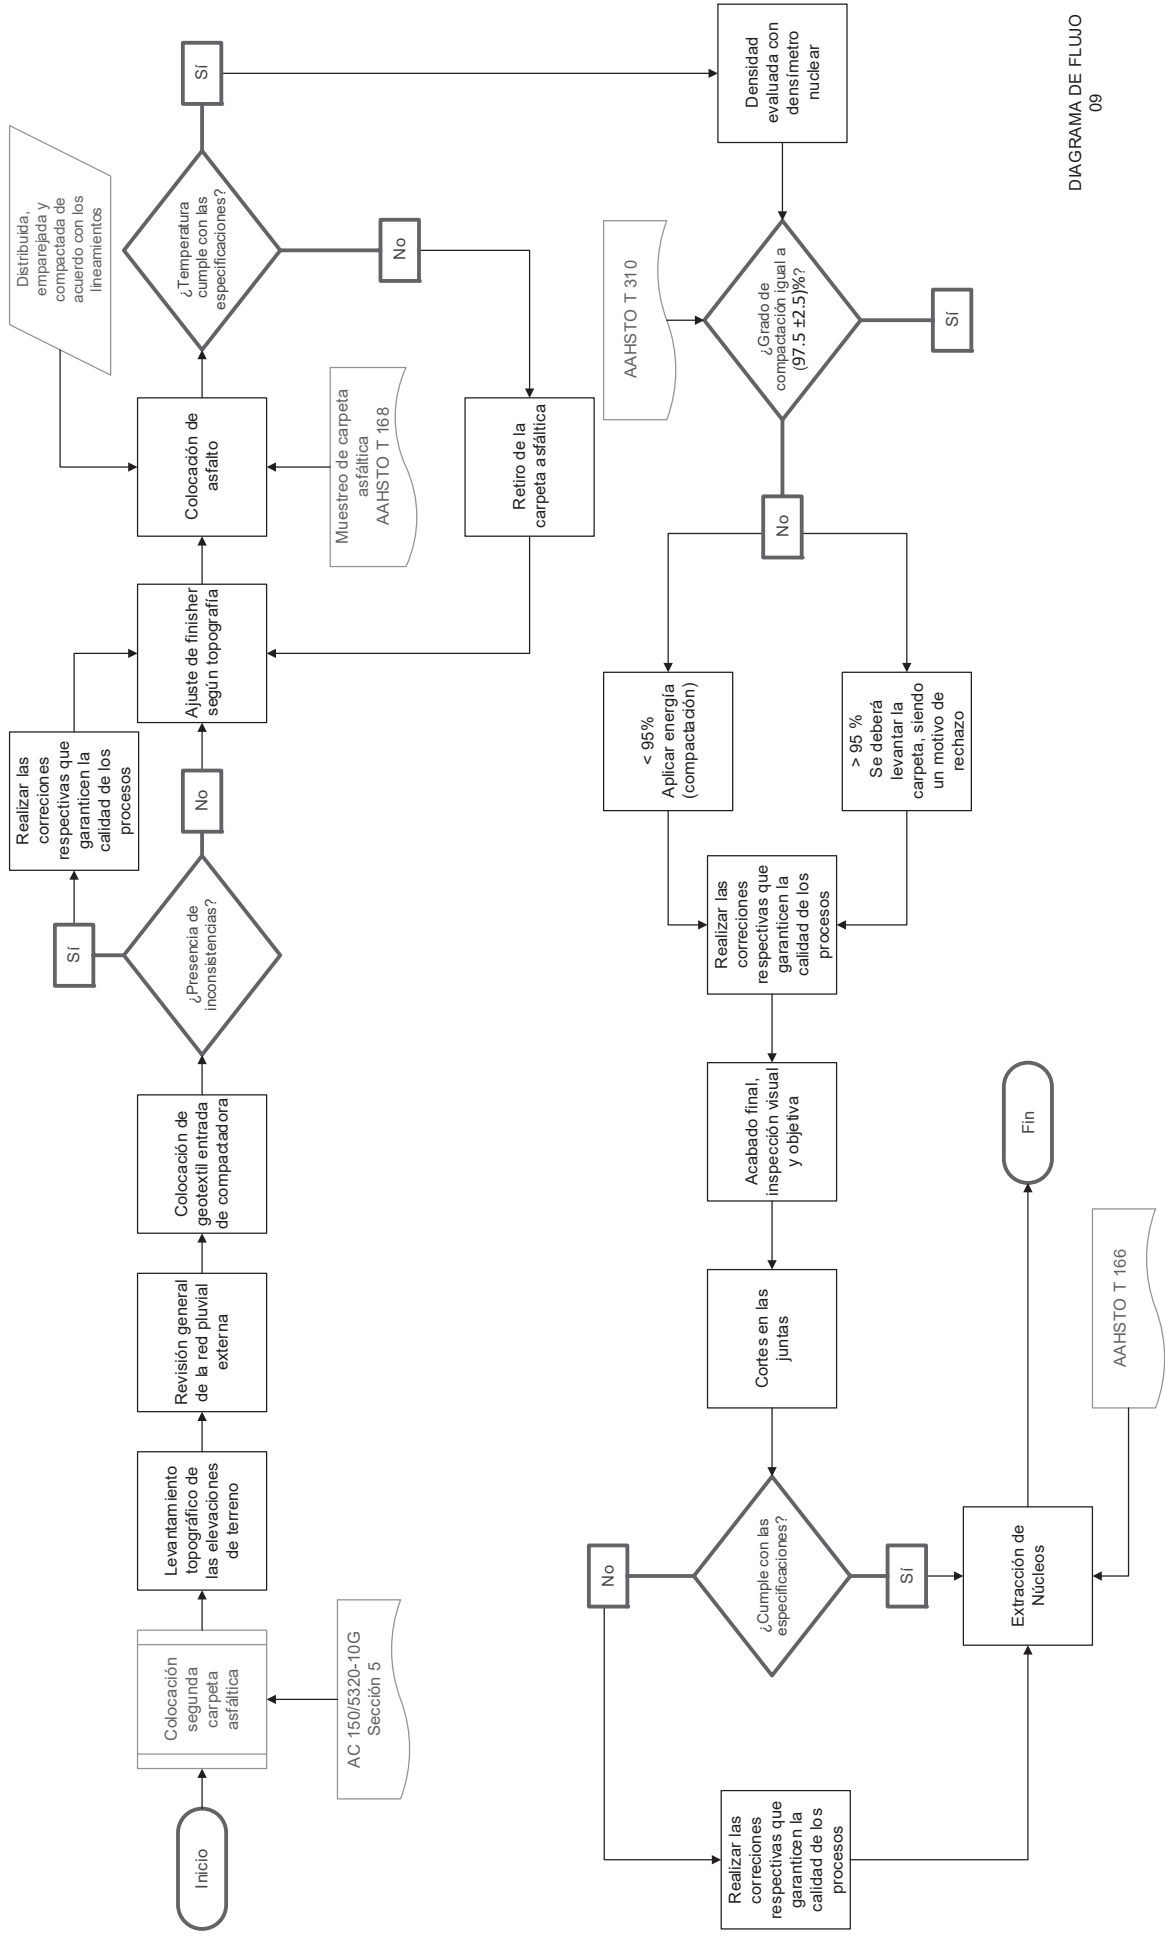 Inicio
Colocación
segunda
carpeta
asfáltica
AC 150/5320-10G
Sección 5
Levantamiento
topográfico de
las elevaciones
de terreno
Revisión general
de la red pluvial
externa
Colocación de
geotextil entrada
de compactadora
¿Presencia de
inconsistencias?
Sí
No
Realizar las
correciones
respectivas que
garanticen la
calidad de los
procesos
Ajuste de finisher
según topografía
Colocación de
asfalto
Distribuida,
emparejada y
compactada de
acuerdo con los
lineamientos
Muestreo de carpeta
asfáltica
AAHSTO T 168
¿Temperatura
cumple con las
especificaciones?
Sí
No
Retiro de la
carpeta asfáltica
Densidad
evaluada con
densímetro
nuclear
AAHSTO T 310
¿Grado de
compactación igual a
(97.5 ±2.5)%?
Sí
No
< 95%
Aplicar energía
(compactación)
> 95 %
Se deberá
levantar la
carpeta, siendo
un motivo de
rechazo
Realizar las
correciones
respectivas que
garanticen la
calidad de los
procesos
Acabado final,
inspección visual
y objetiva
Cortes en las
juntas
¿Cumple con las
especificaciones?
No
Sí
Realizar las
correciones
respectivas que
garanticen la
calidad de los
procesos
Extracción de
Núcleos
AAHSTO T 166
Fin
DIAGRAMA DE FLUJO
09